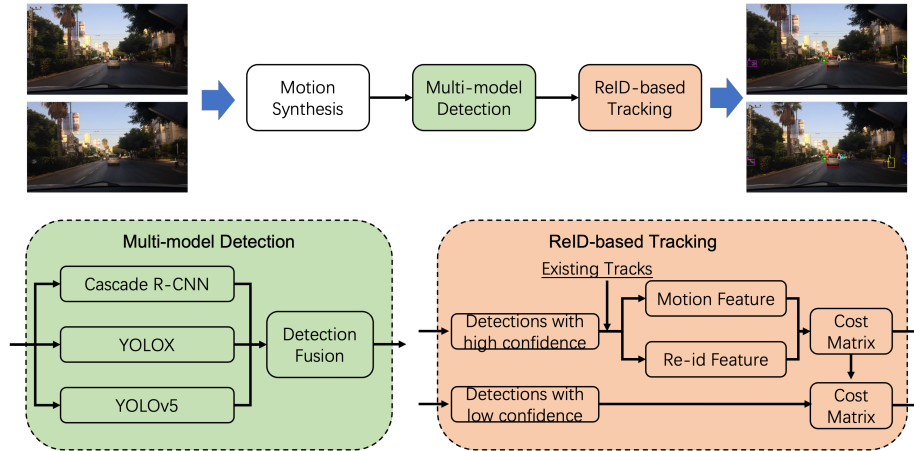 Motion
Synthesis
Multi-model
Detection
ReID-based
Tracking
Multi-model Detection
Cascade R-CNN
YOLOX
YOLOv5
Detection
Fusion
ReID-based Tracking
Existing Tracks
Detections with
high confidence
Motion Feature
Re-id Feature
Cost
Matrix
Detections with
low confidence
Cost
Matrix